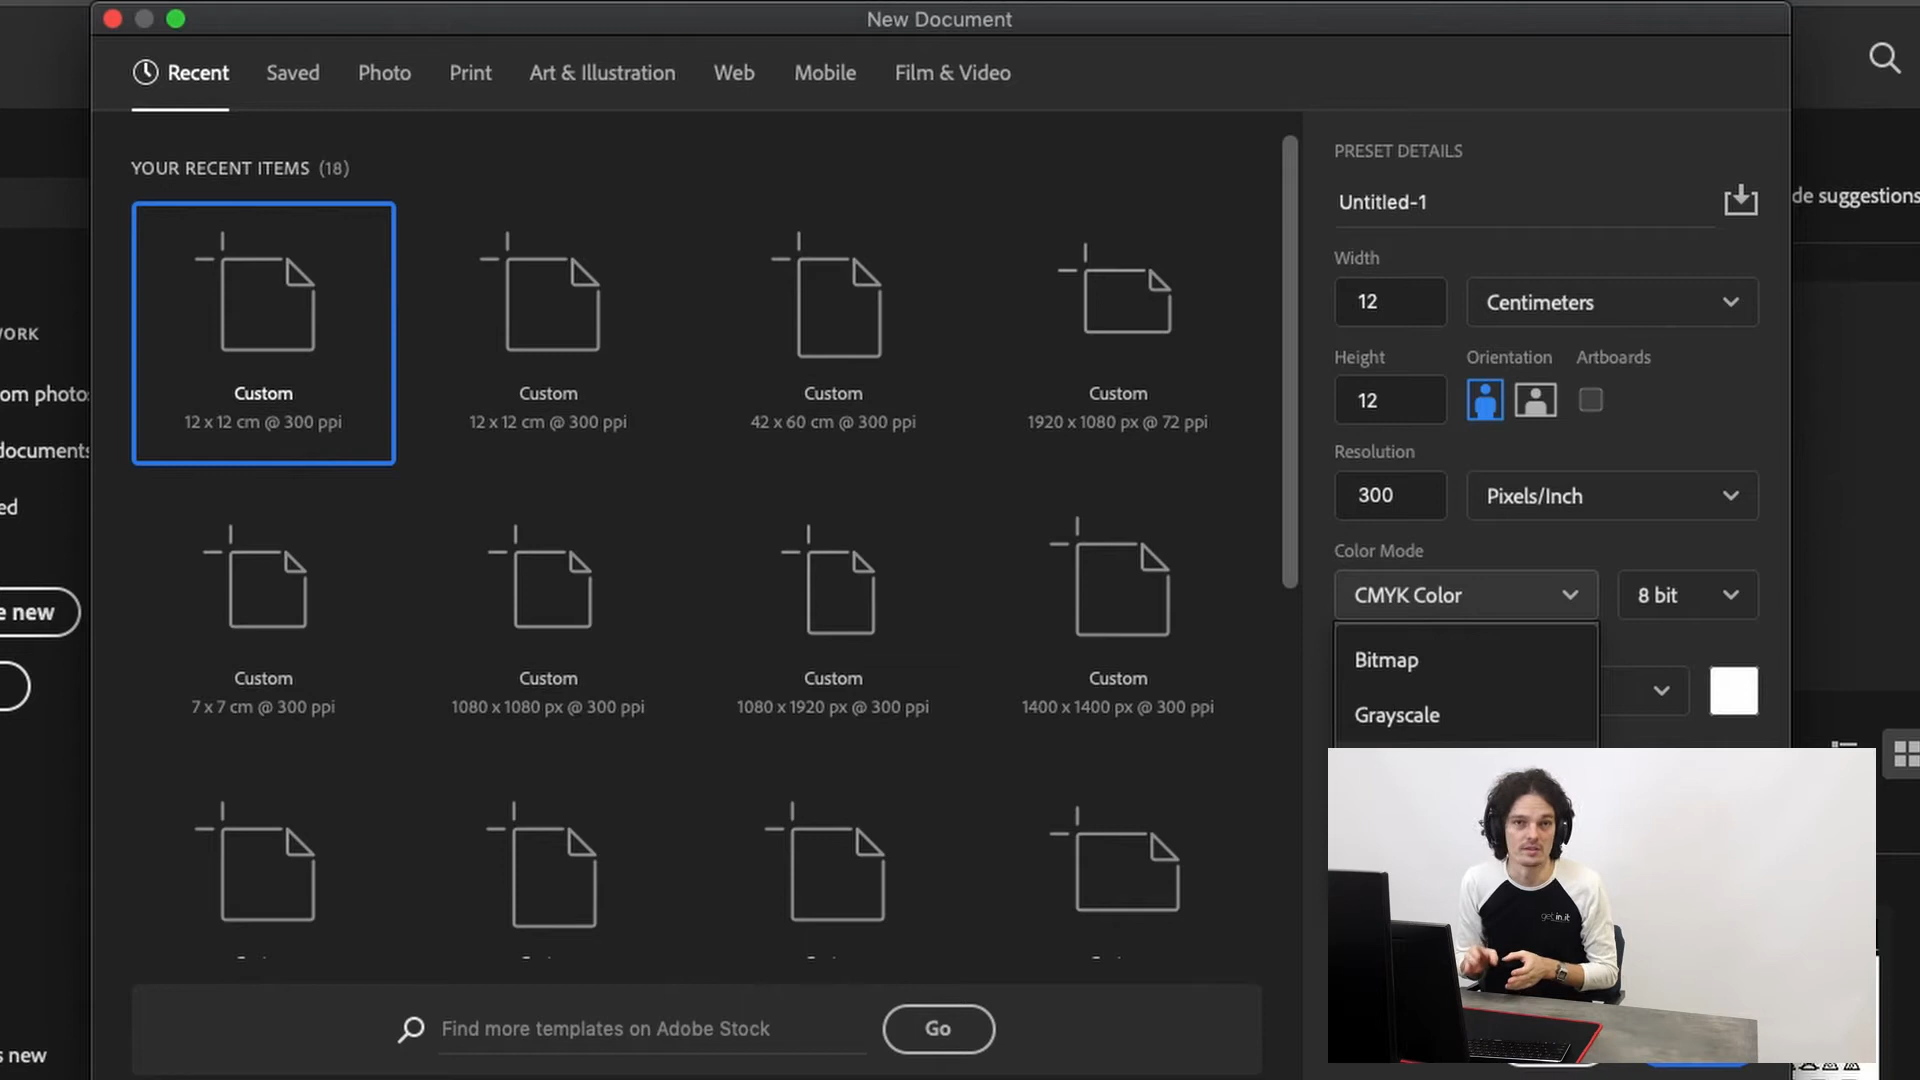 New Document
Recent Saved Photo Print Art & Illustration Web Mobile Film & Video
YOUR RECENT ITEMS (18)
Custom
12 x 12 cm @ 300 ppi
Custom
12 x 12 cm @ 300 ppi
Custom
42 x 60 cm @ 300 ppi
Custom
1920 x 1080 px @ 72 ppi
Custom
7 x 7 cm @ 300 ppi
Custom
1080 x 1080 px @ 300 ppi
Custom
1080 x 1920 px @ 300 ppi
Custom
1400 x 1400 px @ 300 ppi
Find more templates on Adobe Stock Go
PRESET DETAILS
Untitled-1
Width
12 Centimeters
Height Orientation Artboards
12
Resolution
300 Pixels/Inch
Color Mode
CMYK Color 8 bit
Bitmap
Grayscale
get in it
de suggestions
WORK
om photo
documents
ed
e new
s new